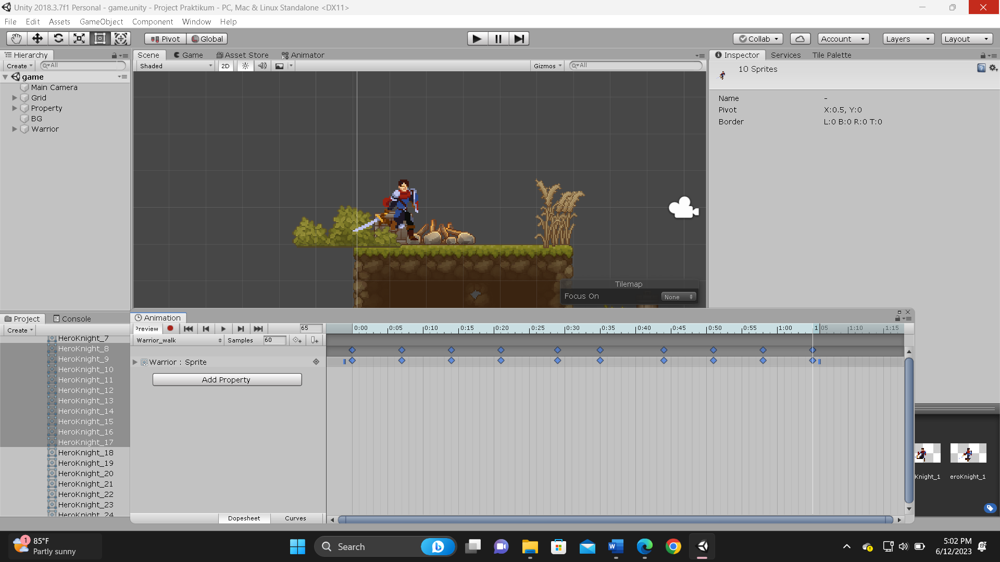 Unity 2018.3.7f1 Personal - game.unity - Project Praktikum - PC, Mac & Linux Standalone <DX11>
File Edit Assets GameObject Component Window Help
Pivot Global Collab Account Layers Layout
Hierarchy Scene Game Asset Store Animator Inspector Services Tile Palette
Create All Shaded 2D Gizmos All
10 Sprites
game
Main Camera
Grid
Property
BG
Warrior
Name -
Pivot X:0.5, Y:0
Border L:0 B:0 R:0 T:0
Tilemap
Focus On None
Project Console Animation
Create Preview 65 0:00 0:05 0:10 0:15 0:20 0:25 0:30 0:35 0:40 0:45 0:50 0:55 1:00 1 05 1:10 1:15
Warrior_walk Samples 60
Warrior : Sprite
Add Property
HeroKnight_7
HeroKnight_8
HeroKnight_9
HeroKnight_10
HeroKnight_11
HeroKnight_12
HeroKnight_13
HeroKnight_14
HeroKnight_15
HeroKnight_16
HeroKnight_17
HeroKnight_18
HeroKnight_19
HeroKnight_20
HeroKnight_21
HeroKnight_22
HeroKnight_23
HeroKnight_24
Knight_1 eroKnight_1
Dopesheet Curves
1
85°F
Partly sunny
Search
5:02 PM
6/12/2023